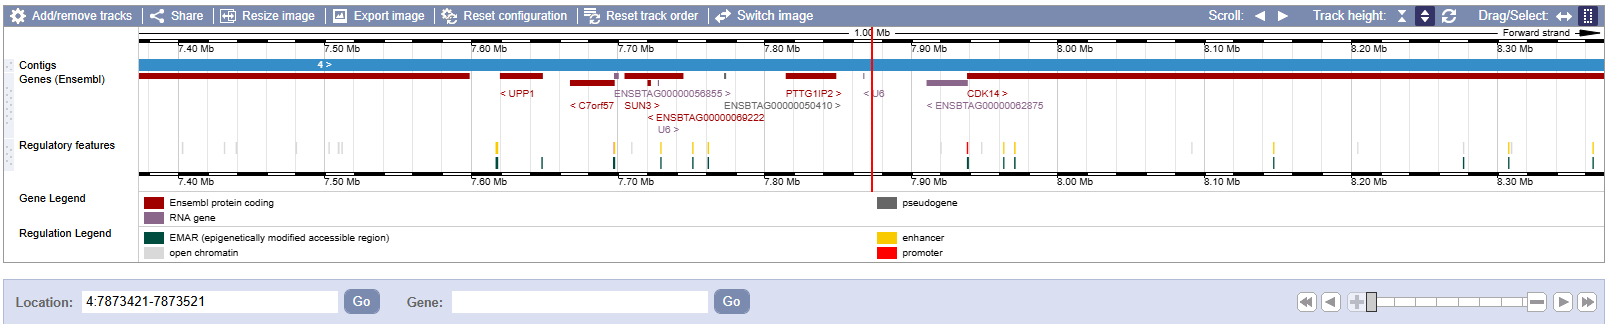 Add/remove tracks Share Resize image Export image Reset configuration Reset track order Switch image Scroll: Track height: Drag/Select:
1.00 Mb Forward strand
7.40 Mb 7.50 Mb 7.60 Mb 7.70 Mb 7.80 Mb 7.90 Mb 8.00 Mb 8.10 Mb 8.20 Mb 8.30 Mb
Contigs 4 >
Genes (Ensembl)
< UPP1 ENSBTAG00000056855 > PTTG1IP2 > < U6 CDK14 >
< C7orf57 SUN3 > ENSBTAG00000050410 > < ENSBTAG00000062875
< ENSBTAG00000069222
U6 >
Regulatory features
7.40 Mb 7.50 Mb 7.60 Mb 7.70 Mb 7.80 Mb 7.90 Mb 8.00 Mb 8.10 Mb 8.20 Mb 8.30 Mb
Gene Legend Ensembl protein coding pseudogene
RNA gene
Regulation Legend EMAR (epigenetically modified accessible region) enhancer
open chromatin promoter
Location: 4:7873421-7873521 Go Gene: Go